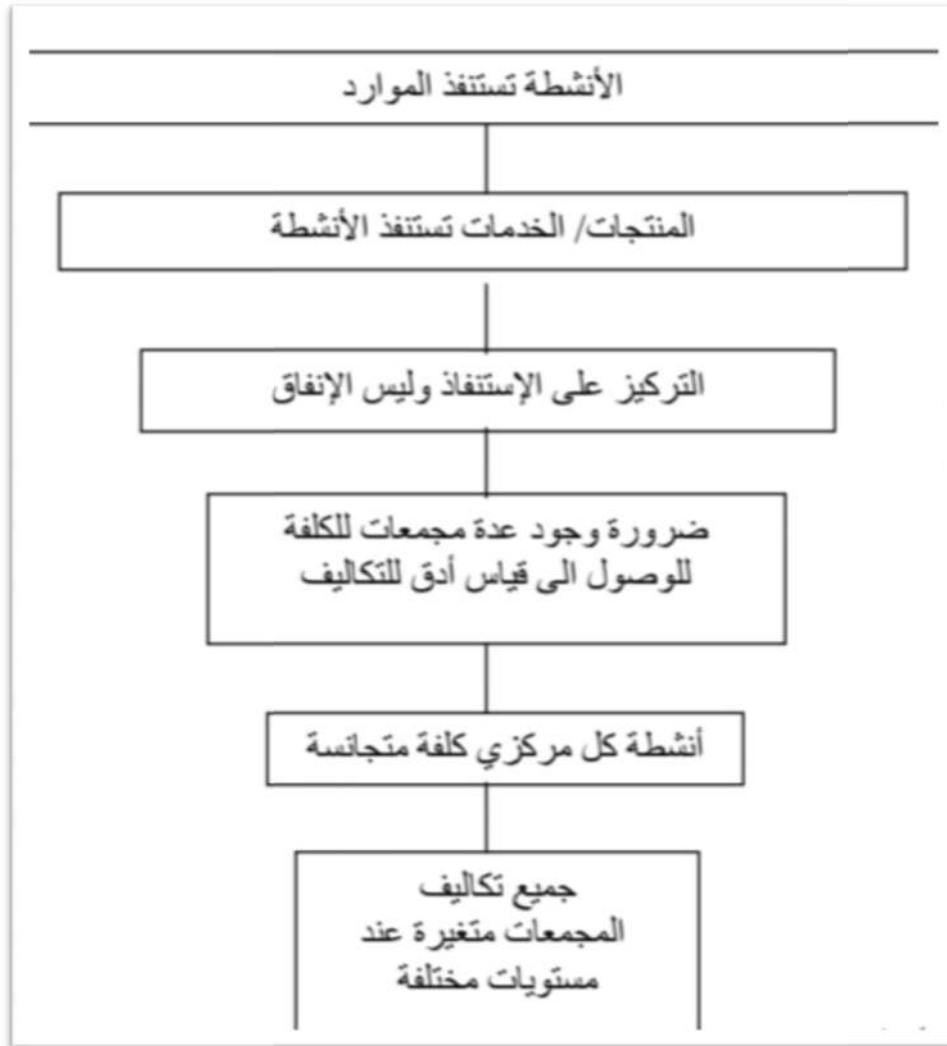 الأنشطة تستنفذ الموارد
المنتجات/ الخدمات تستنفذ الأنشطة
التركيز على الإستنفاذ وليس الإنفاق
ضرورة وجود عدة مجمعات للكلفة
للوصول الى قياس أدق للتكاليف
أنشطة كل مركزي كلفة متجانسة
جميع تكاليف
المجمعات متغيرة عند
مستويات مختلفة